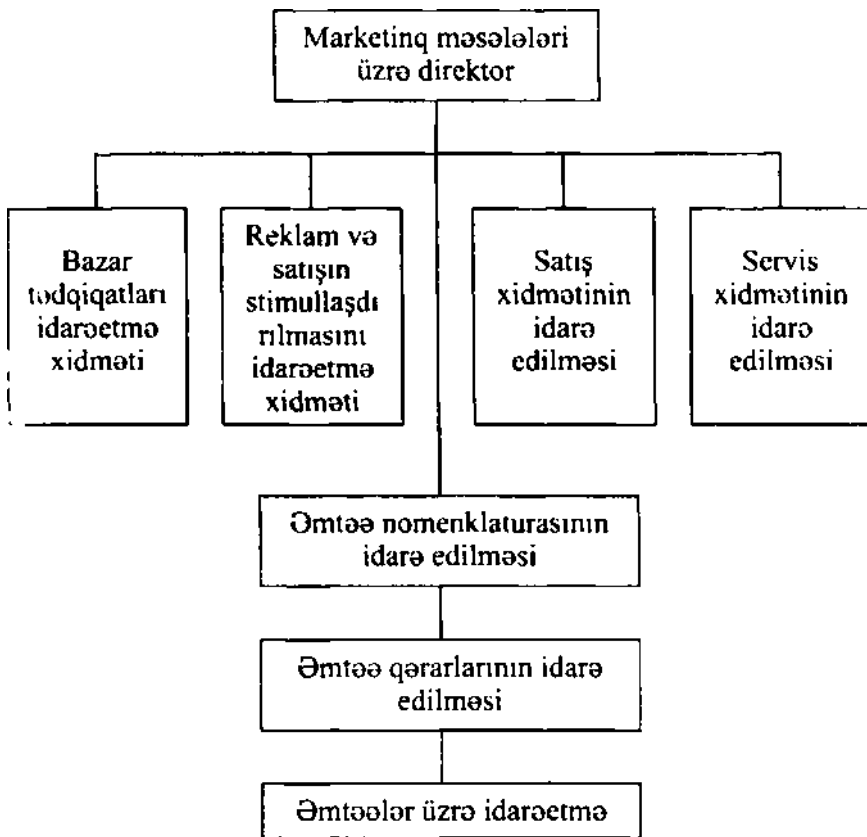 Marketinq məsələləri
üzrə direktor
Bazar
tədqiqatları
idarəetmə
xidməti
Reklam və
satışın
stimullaşdı
rılmasını
idarəetmə
xidməti
Satış
xidmətinin
idarə
edilməsi
Servis
xidmətinin
idarə
edilməsi
Əmtəə nomenklaturasının
idarə edilməsi
Əmtəə qərarlarının idarə
edilməsi
Əmtəələr üzrə idarəetmə